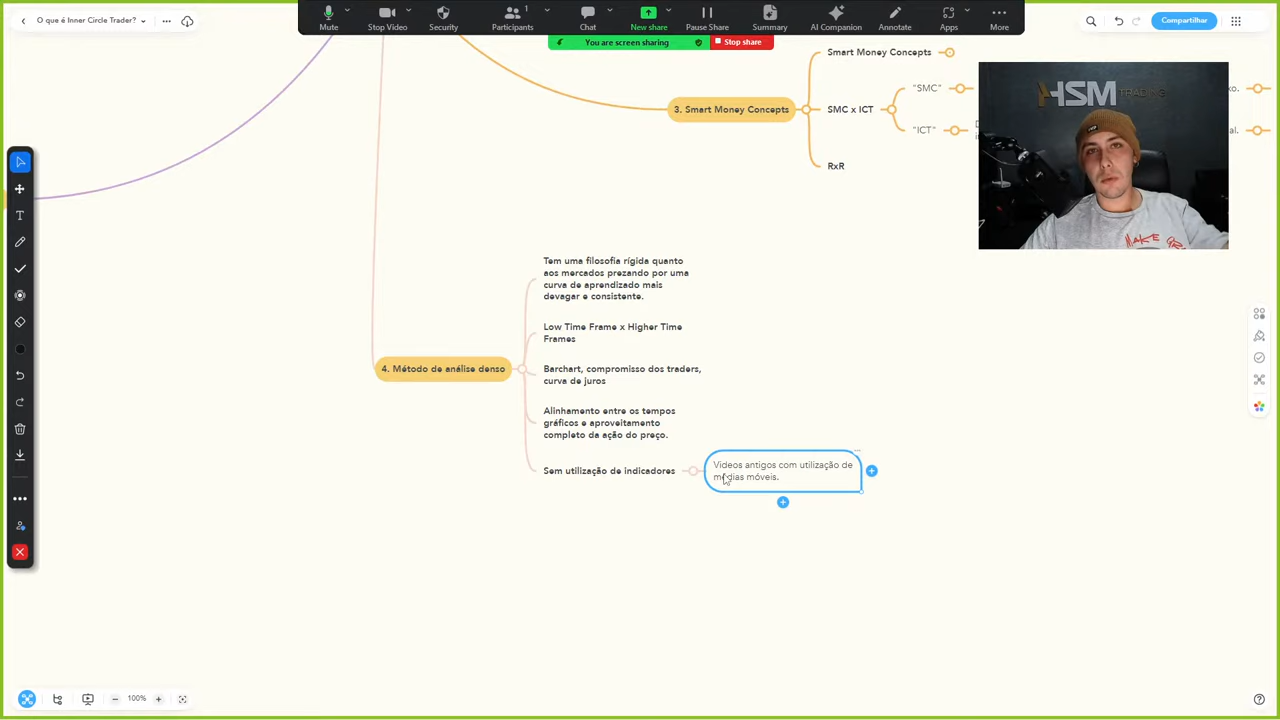 O que é Inner Circle Trader?
Mute
Stop Video
Security
Participants
1
Chat
New share
Pause Share
Summary
AI Companion
Annotate
Apps
More
Compartilhar
You are screen sharing
Stop share
Smart Money Concepts
3. Smart Money Concepts
SMC x ICT
"SMC"
"ICT"
RxR
HSM TRADING
MAKE
Tem uma filosofia rígida quanto
aos mercados prezando por uma
curva de aprendizado mais
devagar e consistente.
Low Time Frame x Higher Time
Frames
4. Método de análise denso
Barchart, compromisso dos traders,
curva de juros
Alinhamento entre os tempos
gráficos e aproveitamento
completo da ação do preço.
Sem utilização de indicadores
Vídeos antigos com utilização de
médias móveis.
100%